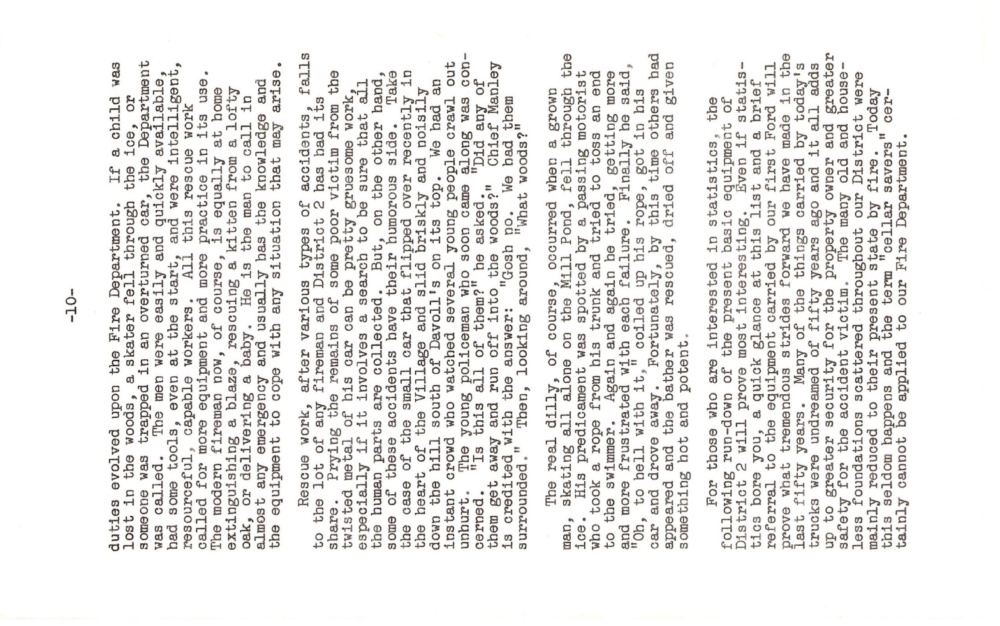 -10-
duties evolved upon the Fire Department. If a child was
lost in the woods, a skater fell through the ice, or
someone was trapped in an overturned car, the Department
was called. The men were easily and quickly available,
had some tools, even at the start, and were intelligent,
resourceful, capable workers. All this rescue work
called for more equipment and more practice in its use.
The modern fireman now, of course, is equally at home
extinguishing a blaze, rescuing a kitten from a lofty
oak, or delivering a baby. He is the man to call in
almost any emergency and usually has the knowledge and
the equipment to cope with any situation that may arise.
Rescue work, after various types of accidents, falls
to the lot of any fireman and District 2 has had its
share. Prying the remains of some poor victim from the
twisted metal of his car can be pretty gruesome work,
especially if it involves a search to be sure that all
the human parts are collected. But, on the other hand,
some of these accidents have their humorous side. Take
the case of the small car that flipped over recently in
the heart of the Village and slid briskly and noisily
down the hill south of Davoll's on its top. We had an
instant crowd who watched several young people crawl out
unhurt. The young policeman who soon came along was con-
cerned. "Is this all of them?" he asked. "Did any of
them get away and run off into the woods?" Chief Manley
is credited with the answer: "Gosh no. We had them
surrounded." Then, looking around, "What woods?"
The real dilly, of course, occurred when a grown
man, skating all alone on the Mill Pond, fell through the
ice. His predicament was spotted by a passing motorist
who took a rope from his trunk and tried to toss an end
to the swimmer. Again and again he tried, getting more
and more frustrated with each failure. Finally he said,
"Oh, to hell with it," coiled up his rope, got in his
car and drove away. Fortunately, by this time others had
appeared and the bather was rescued, dried off and given
something hot and potent.
For those who are interested in statistics, the
following run-down of the present basic equipment of
District 2 will prove most interesting. Even if statis-
tics bore you, a quick glance at this list and a brief
referral to the equipment carried by our first Ford will
prove what tremendous strides forward we have made in the
last fifty years. Many of the things carried by today's
trucks were undreamed of fifty years ago and it all adds
up to greater security for the property owner and greater
safety for the accident victim. The many old and house-
less foundations scattered throughout our District were
mainly reduced to their present state by fire. Today
this seldom happens and the term "cellar savers" cer-
tainly cannot be applied to our Fire Department.